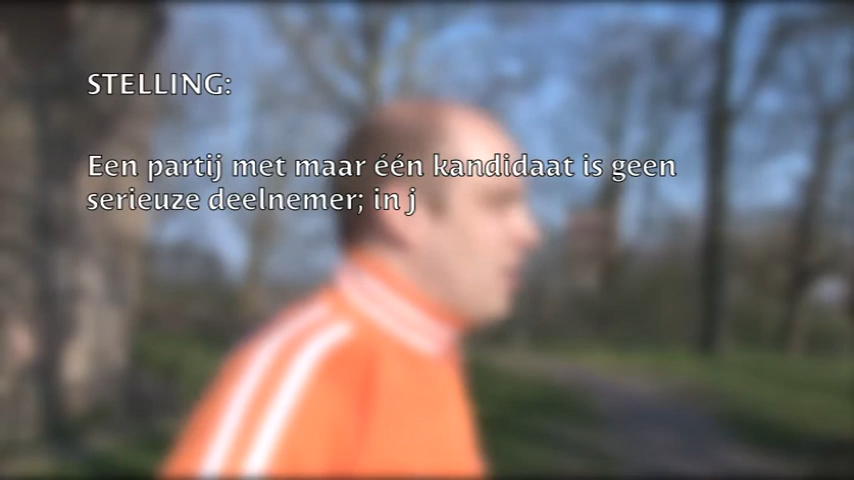 STELLING:
Een partij met maar één kandidaat is geen
serieuze deelnemer; in j